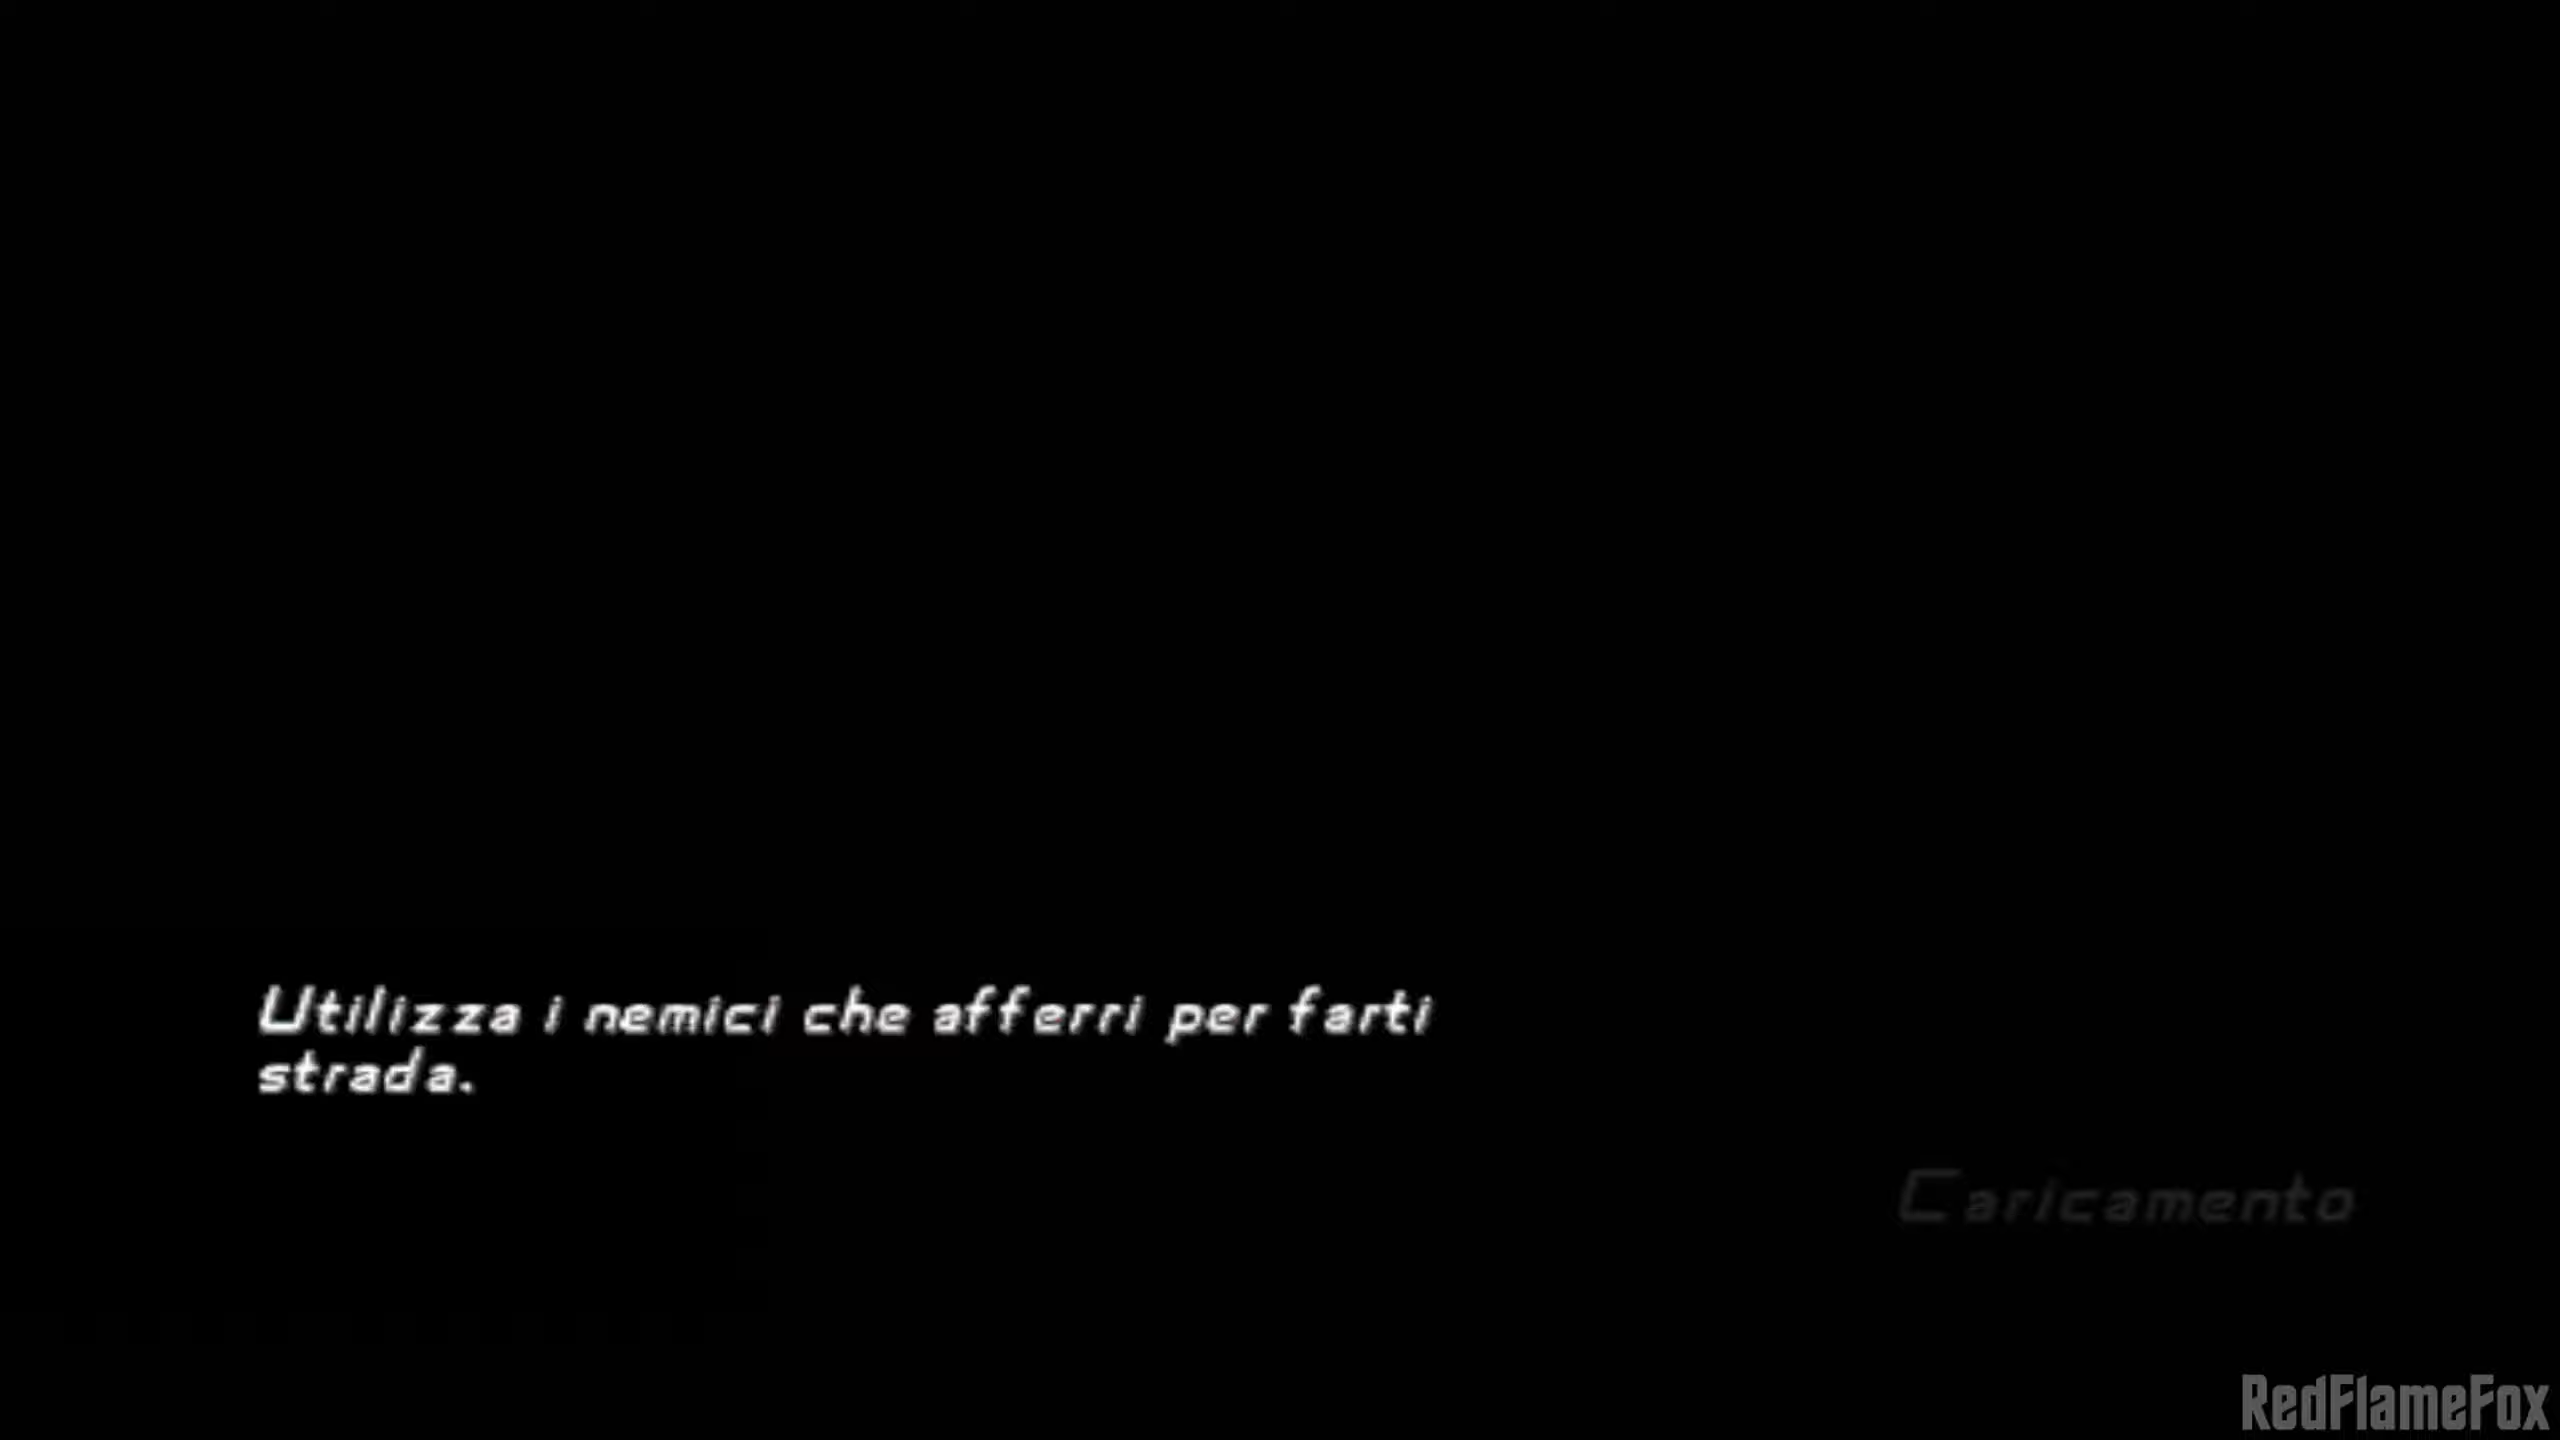 Utilizza i nemici che afferri per farti
strada.
Caricamento
RedFlameFox